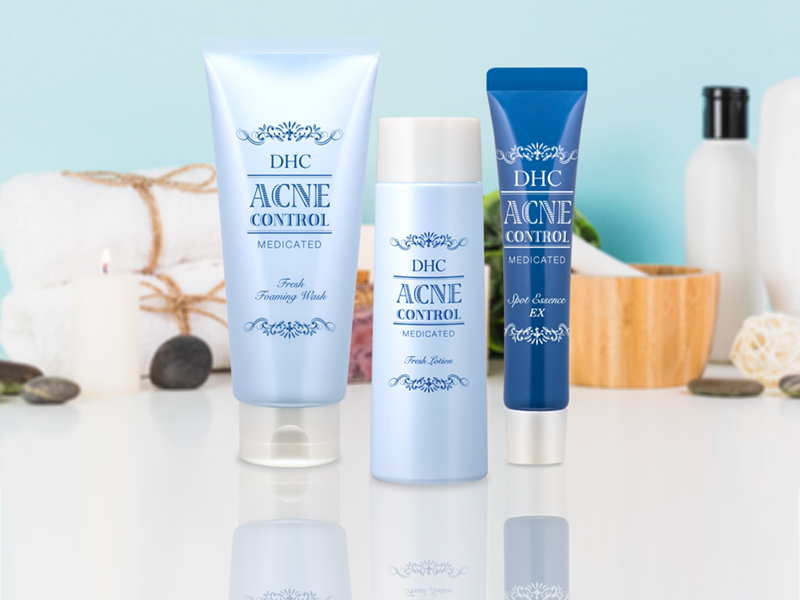 DHC
ACNE
CONTROL
MEDICATED
Fresh
Foaming Wash
DHC
ACNE
CONTROL
MEDICATED
Fresh Lotion
DHC
ACNE
CONTROL
MEDICATED
Spot Essence
EX